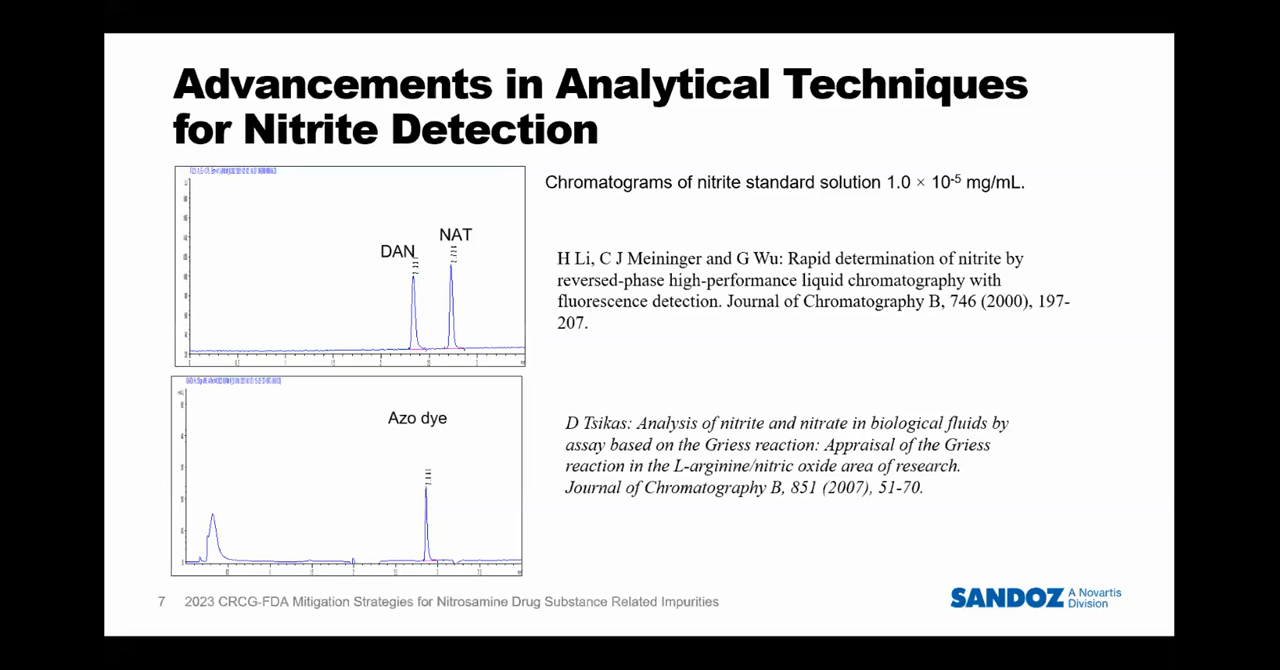 Advancements in Analytical Techniques
for Nitrite Detection
DAN
NAT
Chromatograms of nitrite standard solution 1.0 × 10⁻⁵ mg/mL.
H Li, C J Meininger and G Wu: Rapid determination of nitrite by
reversed-phase high-performance liquid chromatography with
fluorescence detection. Journal of Chromatography B, 746 (2000), 197-
207.
Azo dye
D Tsikas: Analysis of nitrite and nitrate in biological fluids by
assay based on the Griess reaction: Appraisal of the Griess
reaction in the L-arginine/nitric oxide area of research.
Journal of Chromatography B, 851 (2007), 51-70.
7 2023 CRCG-FDA Mitigation Strategies for Nitrosamine Drug Substance Related Impurities
SANDOZ A Novartis
Division